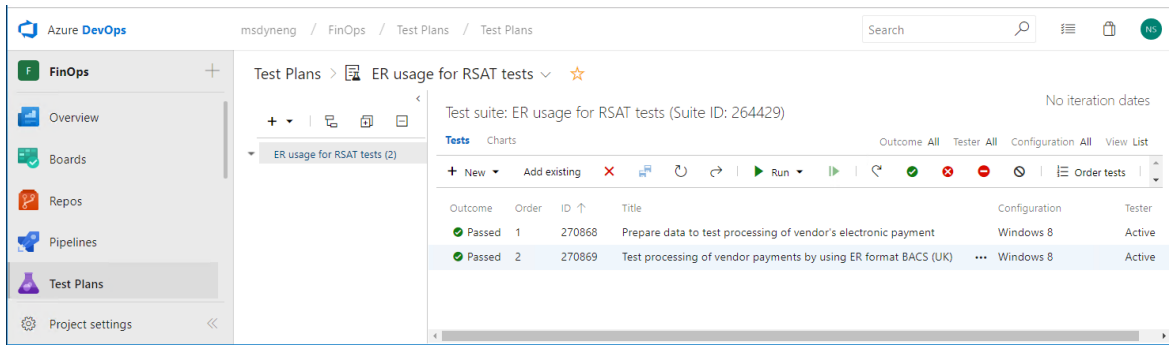 Azure DevOps
msdyneng / FinOps / Test Plans / Test Plans
Search
NS
F FinOps
Overview
Boards
Repos
Pipelines
Test Plans
Project settings
Test Plans > ER usage for RSAT tests
ER usage for RSAT tests (2)
Test suite: ER usage for RSAT tests (Suite ID: 264429)
No iteration dates
Tests Charts
Outcome All Tester All Configuration All View List
New Add existing Run Order tests
Outcome Order ID Title Configuration Tester
Passed 1 270868 Prepare data to test processing of vendor's electronic payment Windows 8 Active
Passed 2 270869 Test processing of vendor payments by using ER format BACS (UK) ... Windows 8 Active